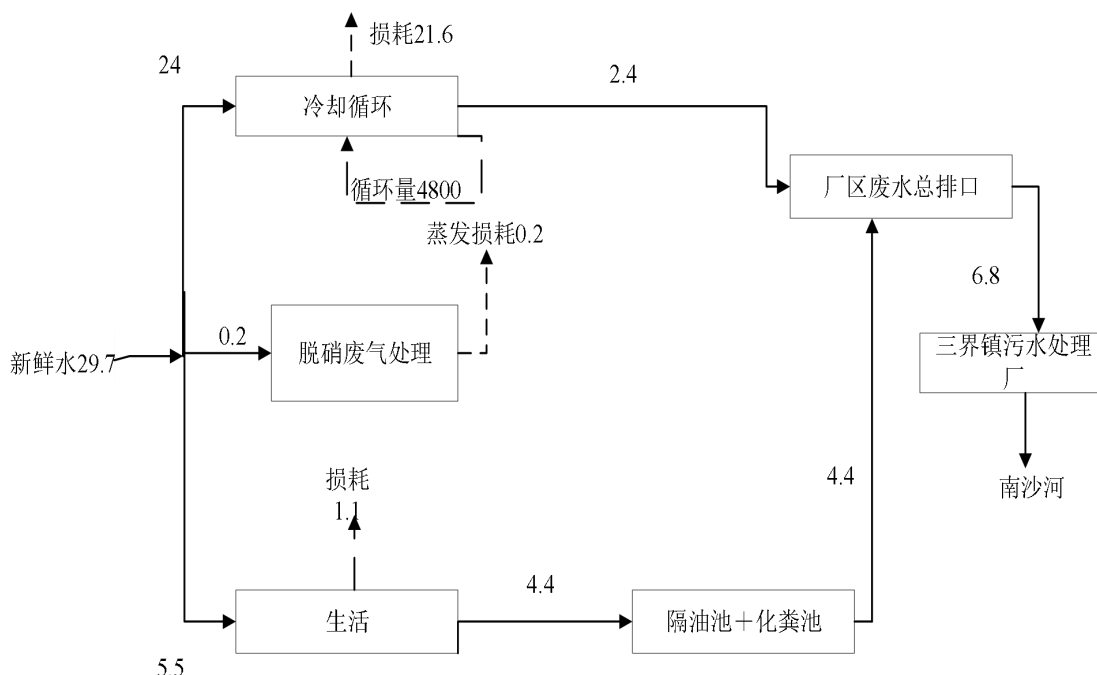 损耗21.6
24
2.4
冷却循环
厂区废水总排口
循环量4800
蒸发损耗0.2
6.8
0.2
脱硝废气处理
新鲜水29.7
三界镇污水处理
厂
损耗
1.1
4.4
南沙河
4.4
生活
隔油池＋化粪池
5.5